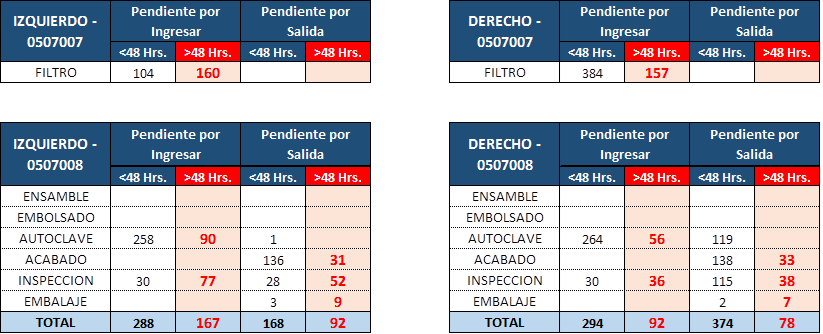 IZQUIERDO - 0507007 Pendiente por Ingresar Pendiente por Salida
<48 Hrs. >48 Hrs. <48 Hrs. >48 Hrs.
FILTRO 104 160
DERECHO - 0507007 Pendiente por Ingresar Pendiente por Salida
<48 Hrs. >48 Hrs. <48 Hrs. >48 Hrs.
FILTRO 384 157
IZQUIERDO - 0507008 Pendiente por Ingresar Pendiente por Salida
<48 Hrs. >48 Hrs. <48 Hrs. >48 Hrs.
ENSAMBLE
EMBOLSADO
AUTOCLAVE 258 90 1
ACABADO 136 31
INSPECCION 30 77 28 52
EMBALAJE 3 9
TOTAL 288 167 168 92
DERECHO - 0507008 Pendiente por Ingresar Pendiente por Salida
<48 Hrs. >48 Hrs. <48 Hrs. >48 Hrs.
ENSAMBLE
EMBOLSADO
AUTOCLAVE 264 56 119
ACABADO 138 33
INSPECCION 30 36 115 38
EMBALAJE 2 7
TOTAL 294 92 374 78